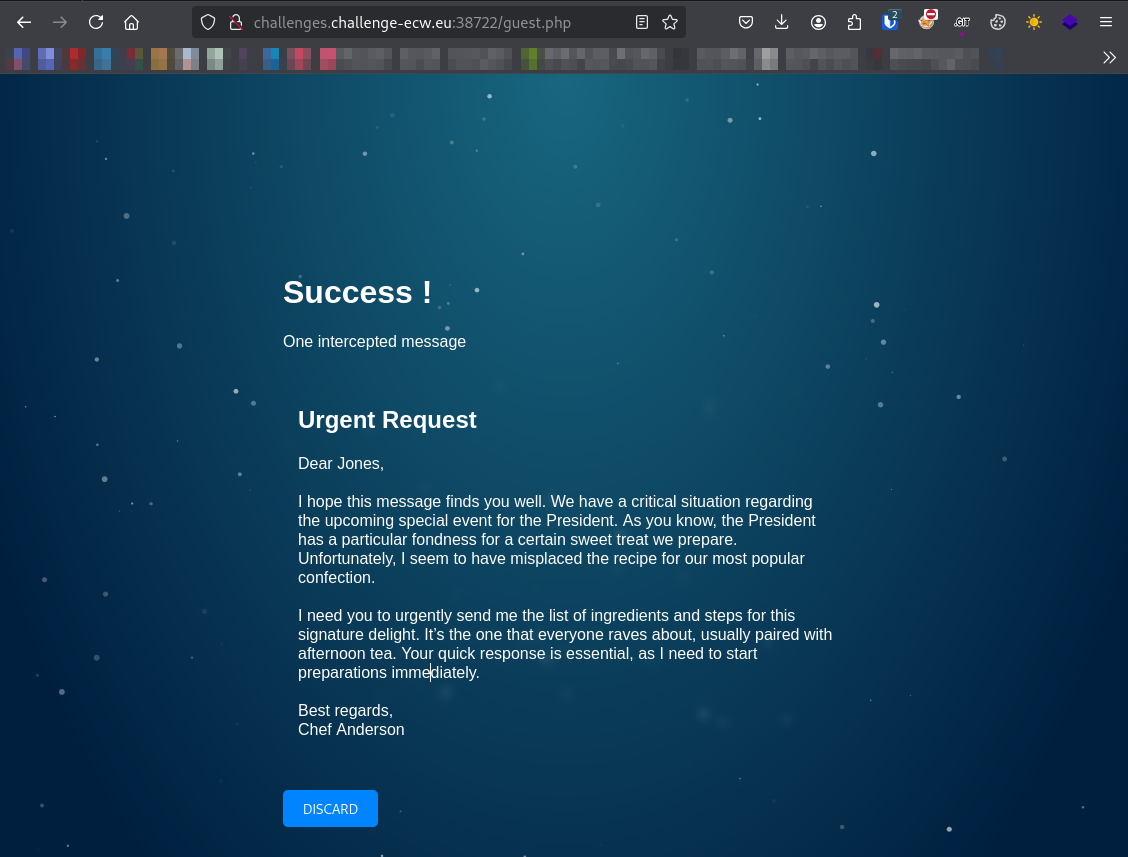 challenges.challenge-ecw.eu:38722/guest.php
2
.GIT
Success !
One intercepted message
Urgent Request
Dear Jones,
I hope this message finds you well. We have a critical situation regarding
the upcoming special event for the President. As you know, the President
has a particular fondness for a certain sweet treat we prepare.
Unfortunately, I seem to have misplaced the recipe for our most popular
confection.
I need you to urgently send me the list of ingredients and steps for this
signature delight. It’s the one that everyone raves about, usually paired with
afternoon tea. Your quick response is essential, as I need to start
preparations immediately.
Best regards,
Chef Anderson
DISCARD